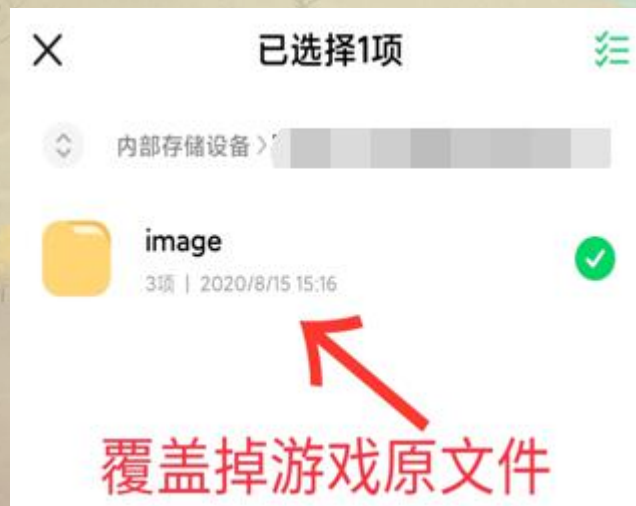 已选择1项
内部存储设备 〉
image
3项 | 2020/8/15 15:16
覆盖掉游戏原文件